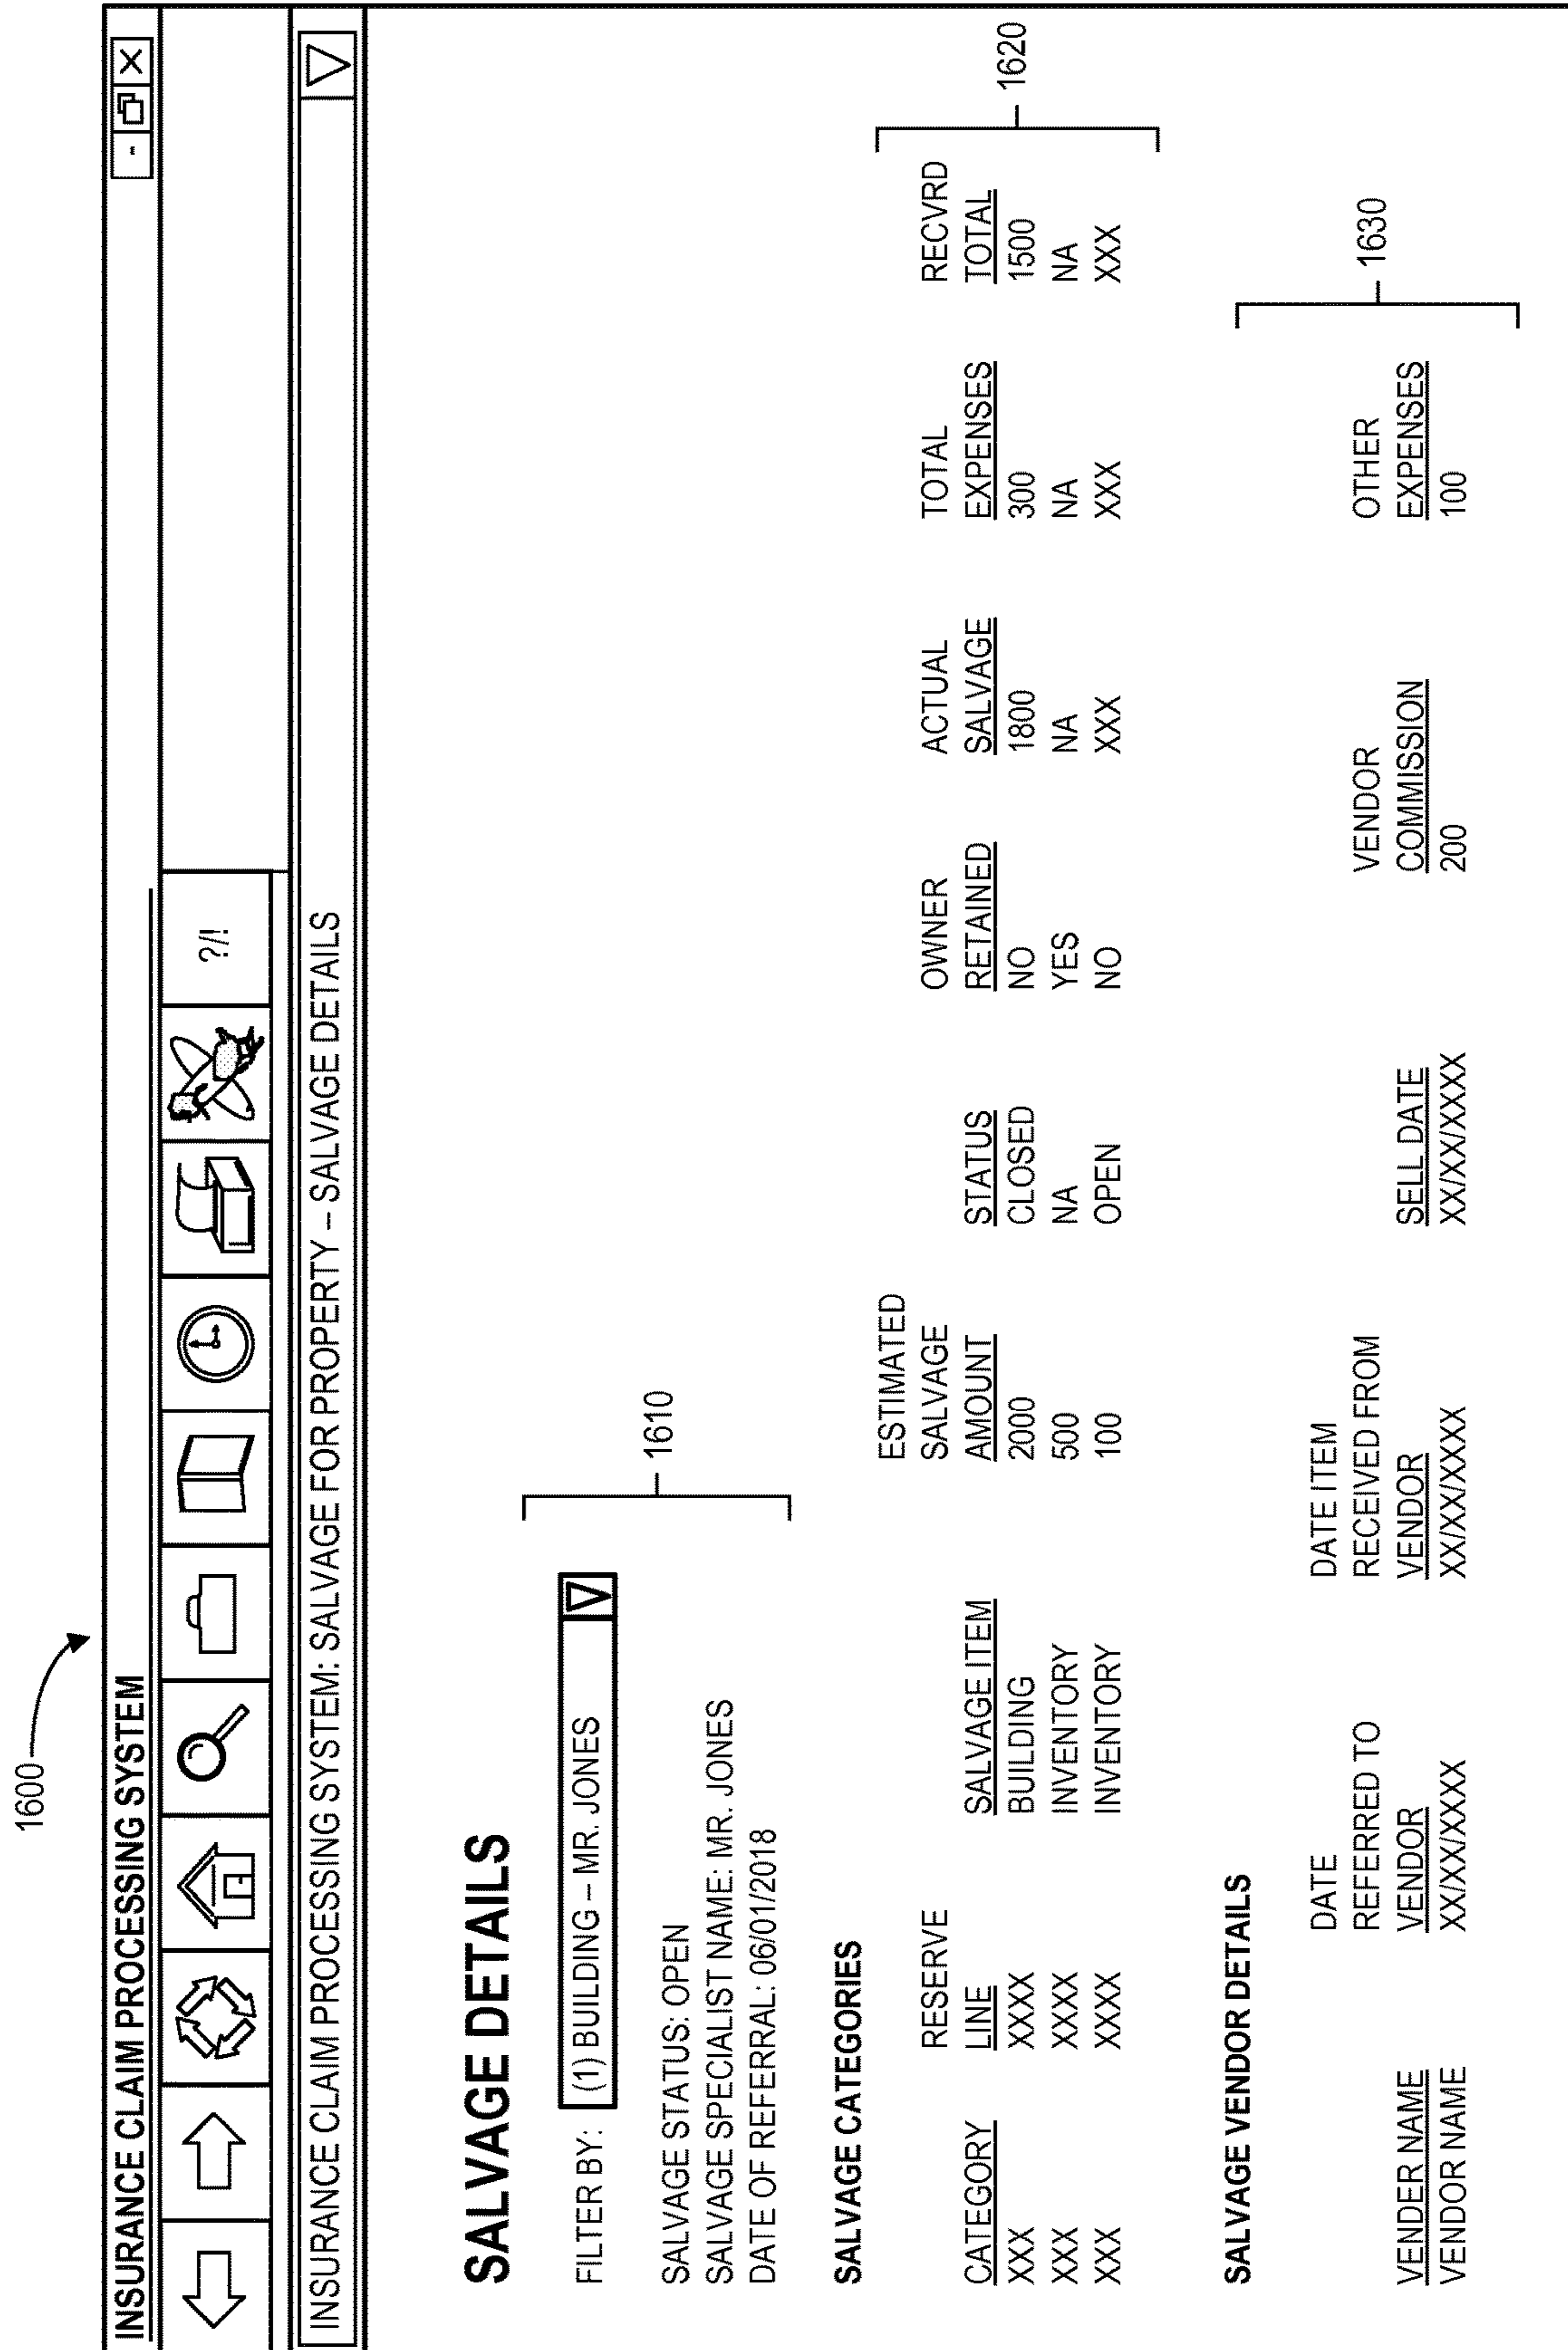 1600
INSURANCE CLAIM PROCESSING SYSTEM
- X
?/!
INSURANCE CLAIM PROCESSING SYSTEM: SALVAGE FOR PROPERTY – SALVAGE DETAILS
SALVAGE DETAILS
FILTER BY: (1) BUILDING – MR. JONES
SALVAGE STATUS: OPEN
SALVAGE SPECIALIST NAME: MR. JONES
DATE OF REFERRAL: 06/01/2018
1610
SALVAGE CATEGORIES
ESTIMATED
RESERVE SALVAGE OWNER ACTUAL TOTAL RECVRD
CATEGORY LINE SALVAGE ITEM AMOUNT STATUS RETAINED SALVAGE EXPENSES TOTAL
XXX XXXX BUILDING 2000 CLOSED NO 1800 300 1500
XXX XXXX INVENTORY 500 NA YES NA NA NA
XXX XXXX INVENTORY 100 OPEN NO XXX XXX XXX
1620
SALVAGE VENDOR DETAILS
DATE DATE ITEM
REFERRED TO RECEIVED FROM VENDOR OTHER
VENDER NAME VENDOR VENDOR SELL DATE COMMISSION EXPENSES
VENDOR NAME XX/XX/XXXX XX/XX/XXXX XX/XX/XXXX 200 100
1630